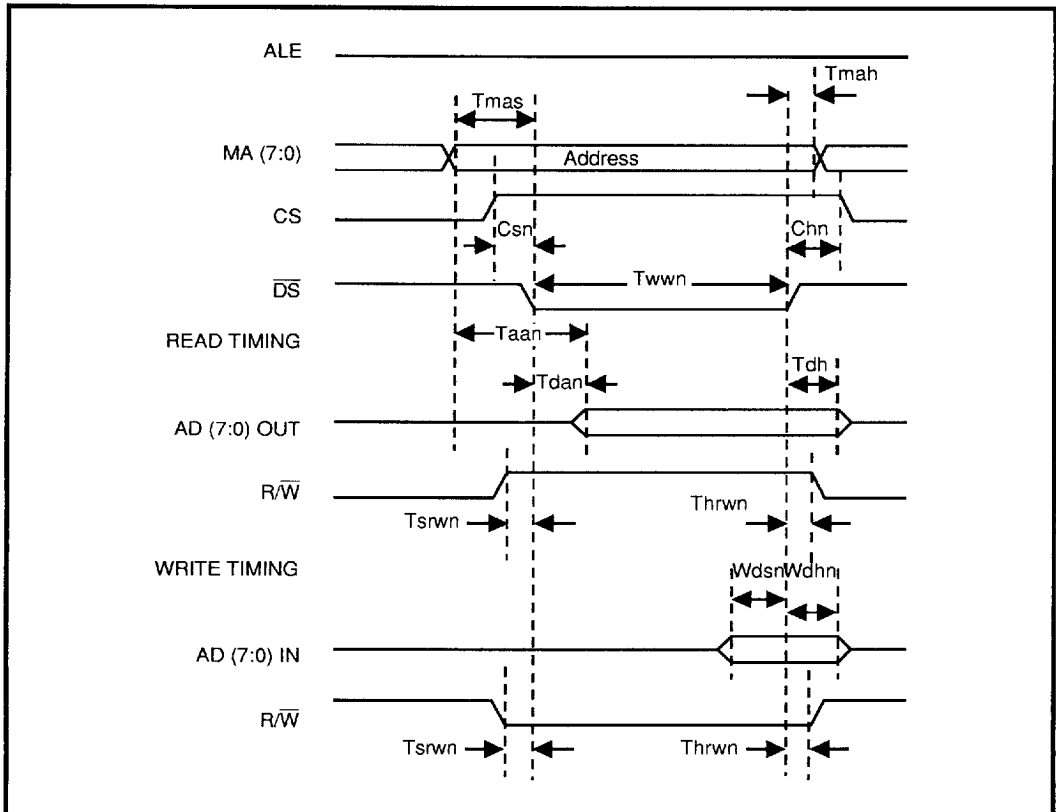 ALE
Tmah
Tmas
MA (7:0)
Address
CS
Csn
Chn
DS
Twwn
READ TIMING
Taan
Tdan
Tdh
AD (7:0) OUT
R/W
Tsrwn
Thrwn
WRITE TIMING
Wdsn
Wdhn
AD (7:0) IN
R/W
Tsrwn
Thrwn